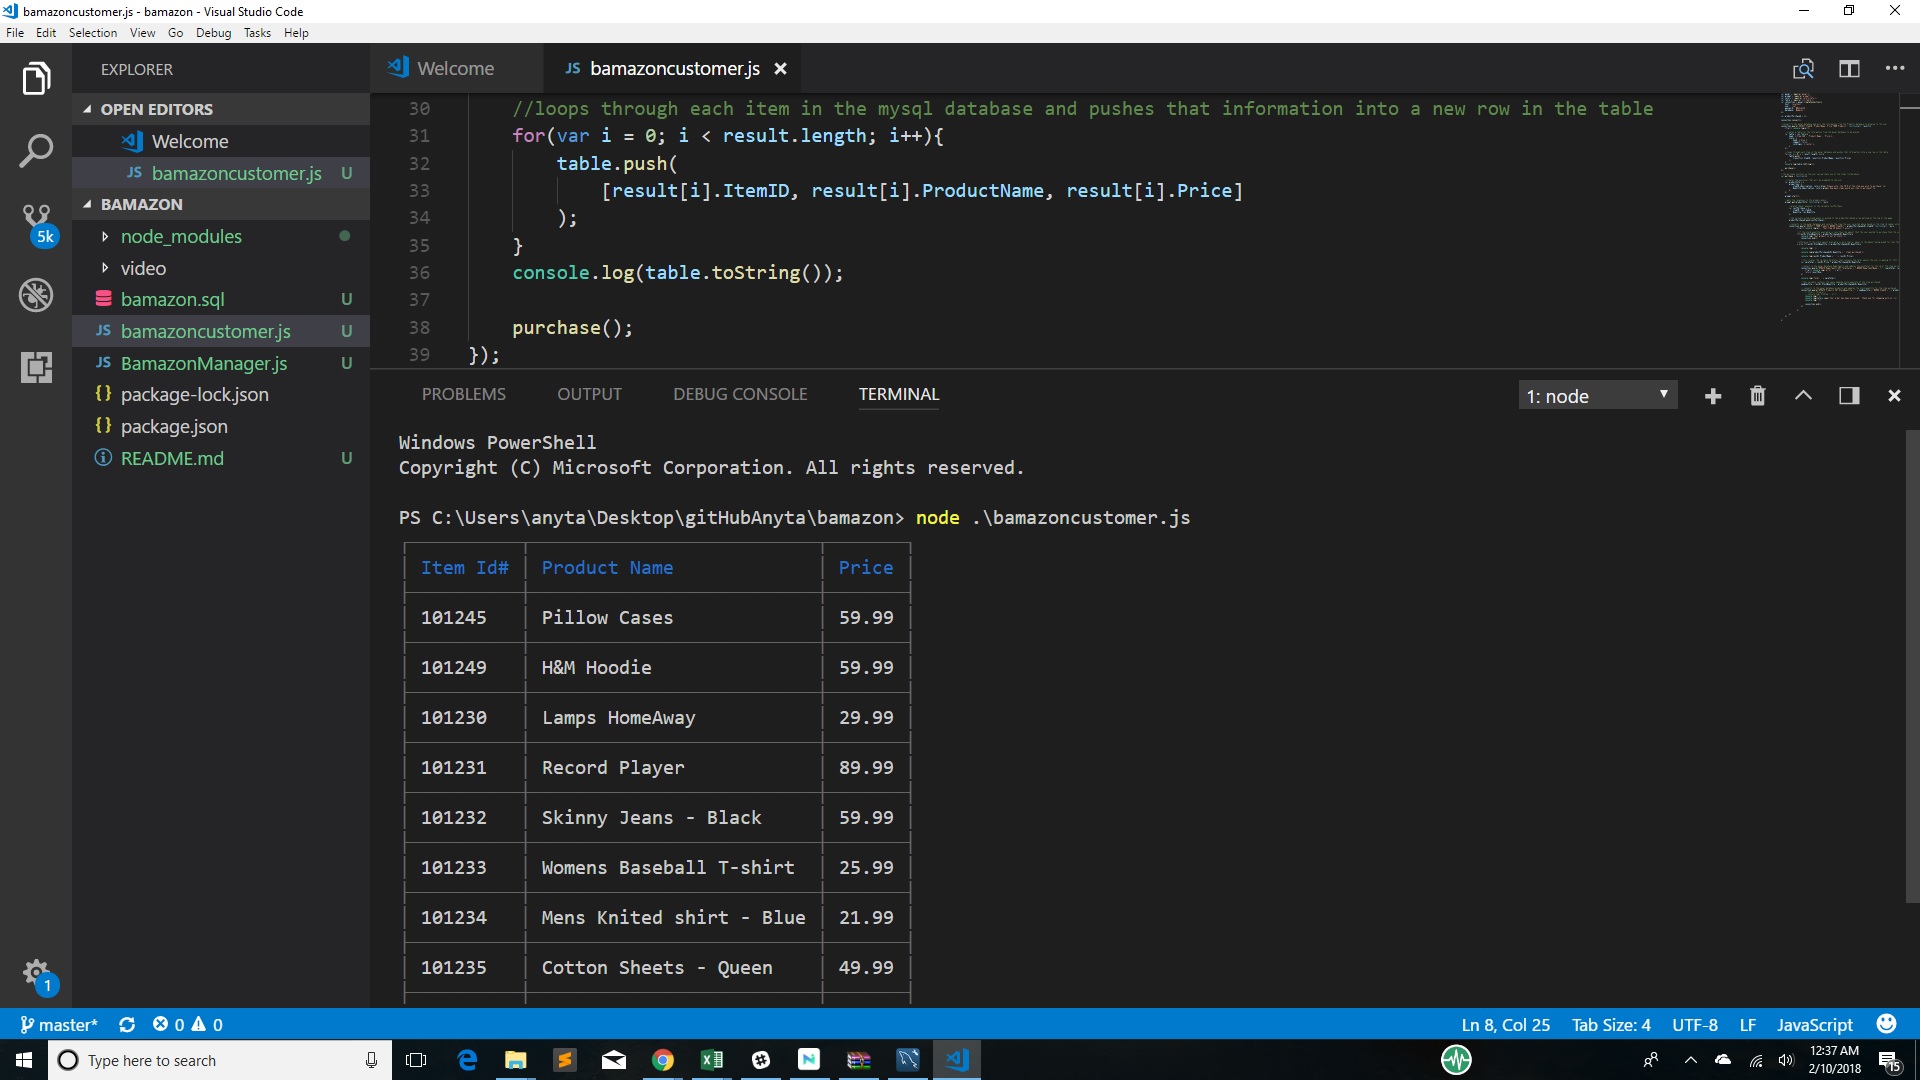 bamazoncustomer.js - bamazon - Visual Studio Code
File Edit Selection View Go Debug Tasks Help
EXPLORER
OPEN EDITORS
Welcome
JS bamazoncustomer.js U
BAMAZON
node_modules
video
bamazon.sql U
JS bamazoncustomer.js U
JS BamazonManager.js U
{} package-lock.json
{} package.json
README.md U
5k
1
Welcome
JS bamazoncustomer.js
30 //loops through each item in the mysql database and pushes that information into a new row in the table
31 for(var i = 0; i < result.length; i++){
32 table.push(
33 [result[i].ItemID, result[i].ProductName, result[i].Price]
34 );
35 }
36 console.log(table.toString());
37
38 purchase();
39 });
PROBLEMS OUTPUT DEBUG CONSOLE TERMINAL 1: node
Windows PowerShell
Copyright (C) Microsoft Corporation. All rights reserved.
PS C:\Users\anyta\Desktop\gitHubAnyta\bamazon> node .\bamazoncustomer.js
Item Id# Product Name Price
101245 Pillow Cases 59.99
101249 H&M Hoodie 59.99
101230 Lamps HomeAway 29.99
101231 Record Player 89.99
101232 Skinny Jeans - Black 59.99
101233 Womens Baseball T-shirt 25.99
101234 Mens Knited shirt - Blue 21.99
101235 Cotton Sheets - Queen 49.99
master* 0 0 Ln 8, Col 25 Tab Size: 4 UTF-8 LF JavaScript
Type here to search
12:37 AM
2/10/2018
15